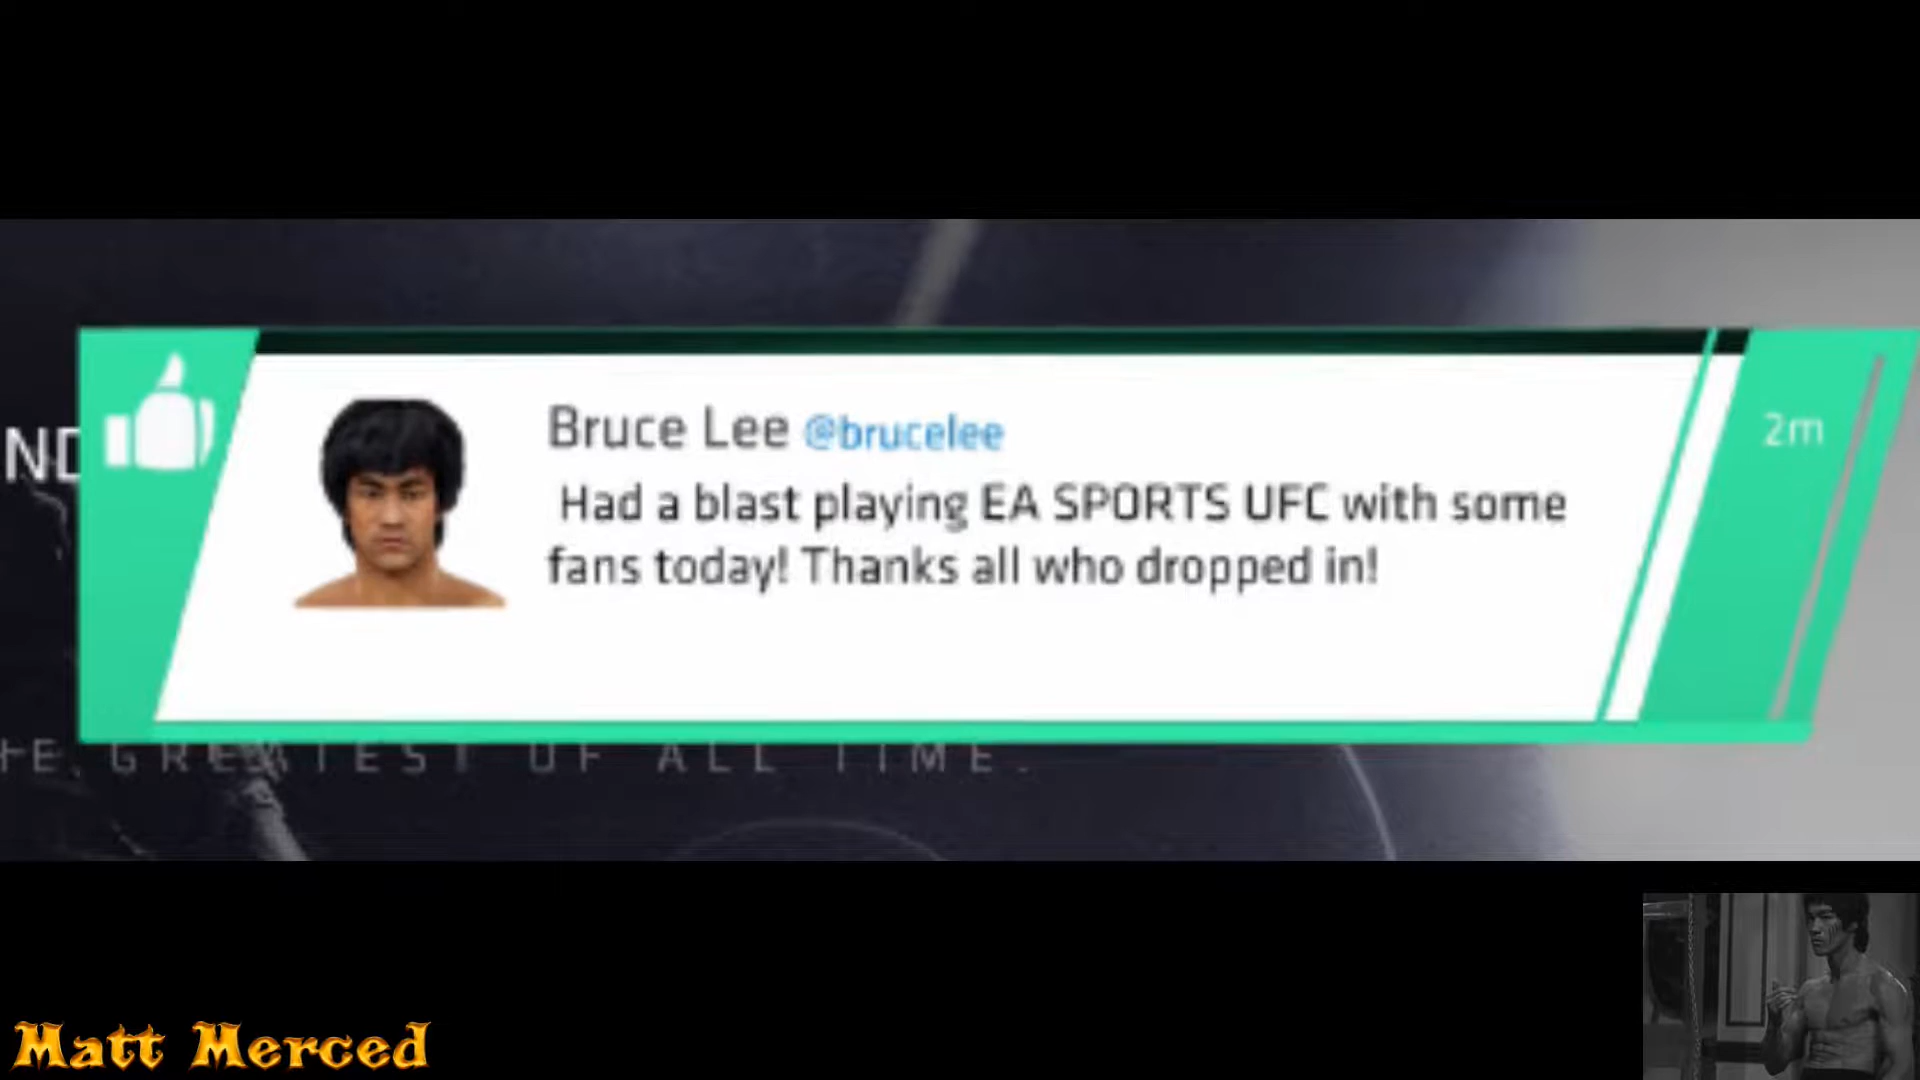 ND
Bruce Lee @brucelee
2m
Had a blast playing EA SPORTS UFC with some
fans today! Thanks all who dropped in!
HE GREATEST OF ALL TIME.
Matt Merced